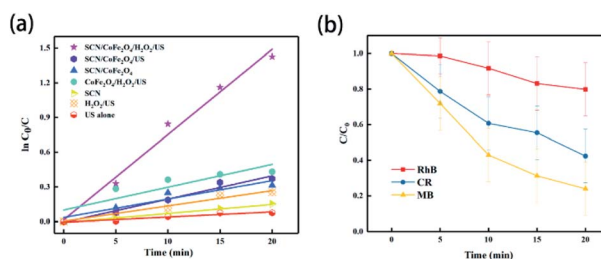 (a)
ln C₀/C
1.5
1.2
0.9
0.6
0.3
0.0
SCN/CoFe₂O₄/H₂O₂/US
SCN/CoFe₂O₄/US
SCN/CoFe₂O₄
CoFe₂O₄/H₂O₂/US
SCN
H₂O₂/US
US alone
0 5 10 15 20
Time (min)
(b)
C/C₀
1.0
0.8
0.6
0.4
0.2
0.0
RhB
CR
MB
0 5 10 15 20
Time (min)